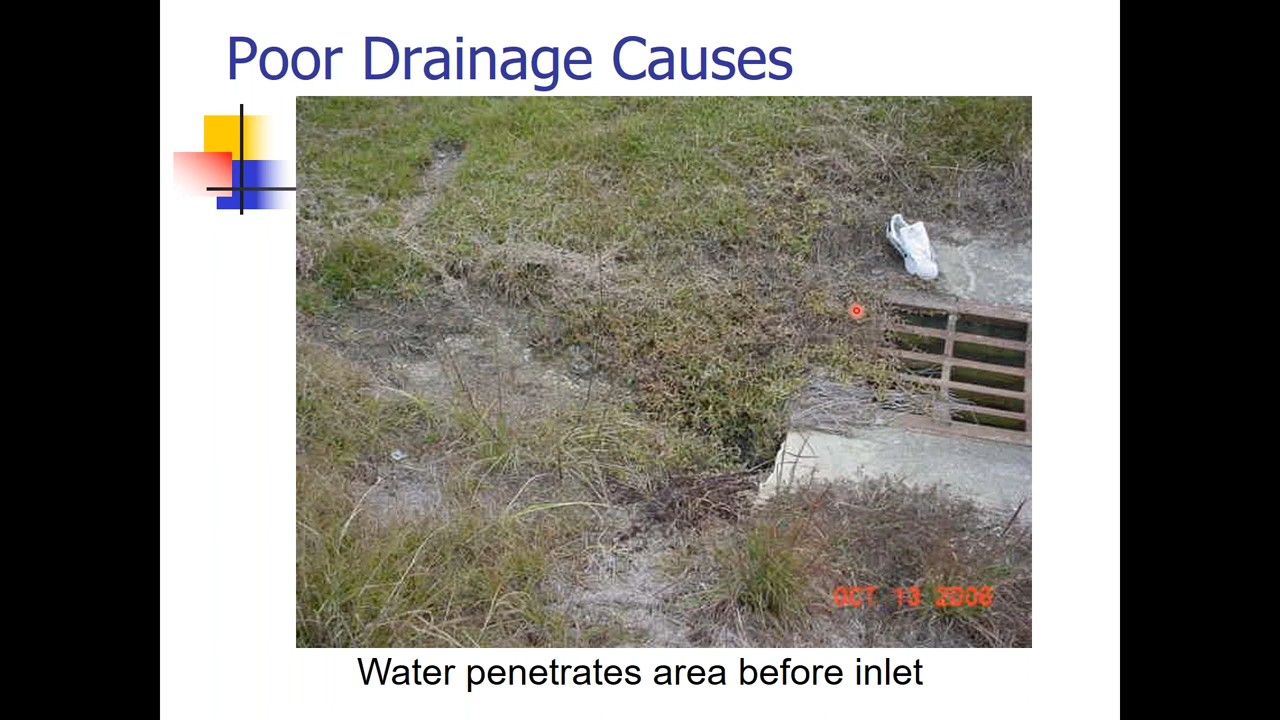 Poor Drainage Causes
OCT 13 2006
Water penetrates area before inlet